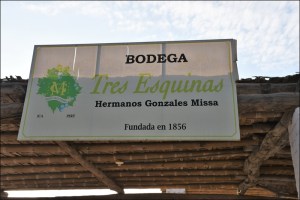 BODEGA
Tres Esquinas
Hermanos Gonzales Missa
Fundada en 1856